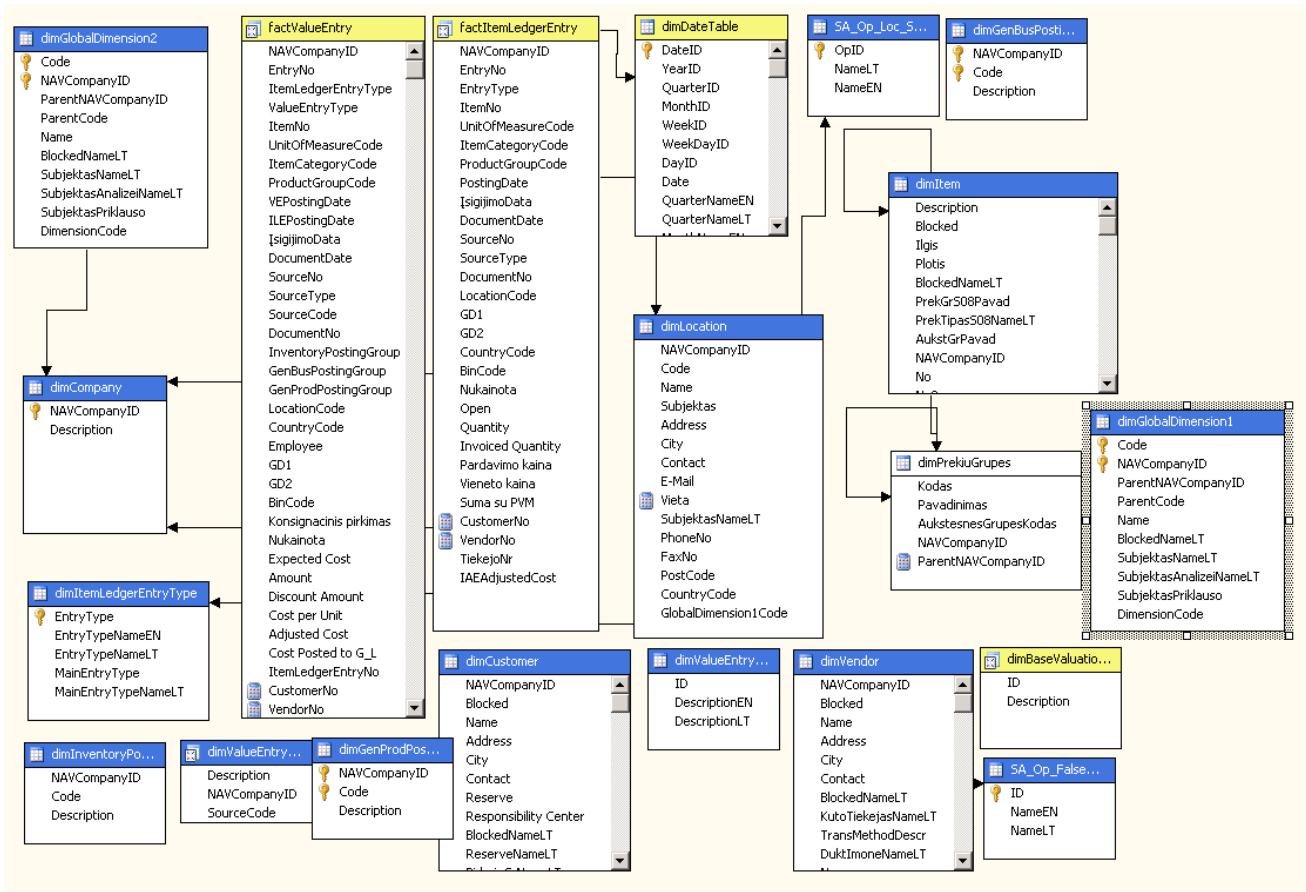 dimGlobalDimension2
Code
NAVCompanyID
ParentNAVCompanyID
ParentCode
Name
BlockedNameLT
SubjektasNameLT
SubjektasAnalizeiNameLT
SubjektasPriklauso
DimensionCode
factValueEntry
NAVCompanyID
EntryNo
ItemLedgerEntryType
ValueEntryType
ItemNo
UnitOfMeasureCode
ItemCategoryCode
ProductGroupCode
VEPostingDate
ILEPostingDate
ĮsigijimoData
DocumentDate
SourceNo
SourceType
SourceCode
DocumentNo
InventoryPostingGroup
GenBusPostingGroup
GenProdPostingGroup
LocationCode
CountryCode
Employee
GD1
GD2
BinCode
Konsignacinis pirkimas
Nukainota
Expected Cost
Amount
Discount Amount
Cost per Unit
Adjusted Cost
Cost Posted to G_L
ItemLedgerEntryNo
CustomerNo
VendorNo
factItemLedgerEntry
NAVCompanyID
EntryNo
EntryType
ItemNo
UnitOfMeasureCode
ItemCategoryCode
ProductGroupCode
PostingDate
ĮsigijimoData
DocumentDate
SourceNo
SourceType
DocumentNo
LocationCode
GD1
GD2
CountryCode
BinCode
Nukainota
Open
Quantity
Invoiced Quantity
Pardavimo kaina
Vieneto kaina
Suma su PVM
CustomerNo
VendorNo
TiekejoNr
IAEAdjustedCost
dimDateTable
DateID
YearID
QuarterID
MonthID
WeekID
WeekDayID
DayID
Date
QuarterNameEN
QuarterNameLT
SA_Op_Loc_S...
OpID
NameLT
NameEN
dimGenBusPosti...
NAVCompanyID
Code
Description
dimItem
Description
Blocked
Ilgis
Plotis
BlockedNameLT
PrekGrS08Pavad
PrekTipasS08NameLT
AukstGrPavad
NAVCompanyID
No
dimCompany
NAVCompanyID
Description
dimLocation
NAVCompanyID
Code
Name
Subjektas
Address
City
Contact
E-Mail
Vieta
SubjektasNameLT
PhoneNo
FaxNo
PostCode
CountryCode
GlobalDimension1Code
dimPrekiuGrupes
Kodas
Pavadinimas
AukstesnesGrupesKodas
NAVCompanyID
ParentNAVCompanyID
dimGlobalDimension1
Code
NAVCompanyID
ParentNAVCompanyID
ParentCode
Name
BlockedNameLT
SubjektasNameLT
SubjektasAnalizeiNameLT
SubjektasPriklauso
DimensionCode
dimItemLedgerEntryType
EntryType
EntryTypeNameEN
EntryTypeNameLT
MainEntryType
MainEntryTypeNameLT
dimCustomer
NAVCompanyID
Blocked
Name
Address
City
Contact
Reserve
Responsibility Center
BlockedNameLT
ReserveNameLT
dimValueEntry...
ID
DescriptionEN
DescriptionLT
dimVendor
NAVCompanyID
Blocked
Name
Address
City
Contact
BlockedNameLT
KutoTiekejasNameLT
TransMethodDescr
DuktImoneNameLT
dimBaseValuatio...
ID
Description
SA_Op_False...
ID
NameEN
NameLT
dimInventoryPo...
NAVCompanyID
Code
Description
dimValueEntry...
Description
NAVCompanyID
SourceCode
dimGenProdPos...
NAVCompanyID
Code
Description